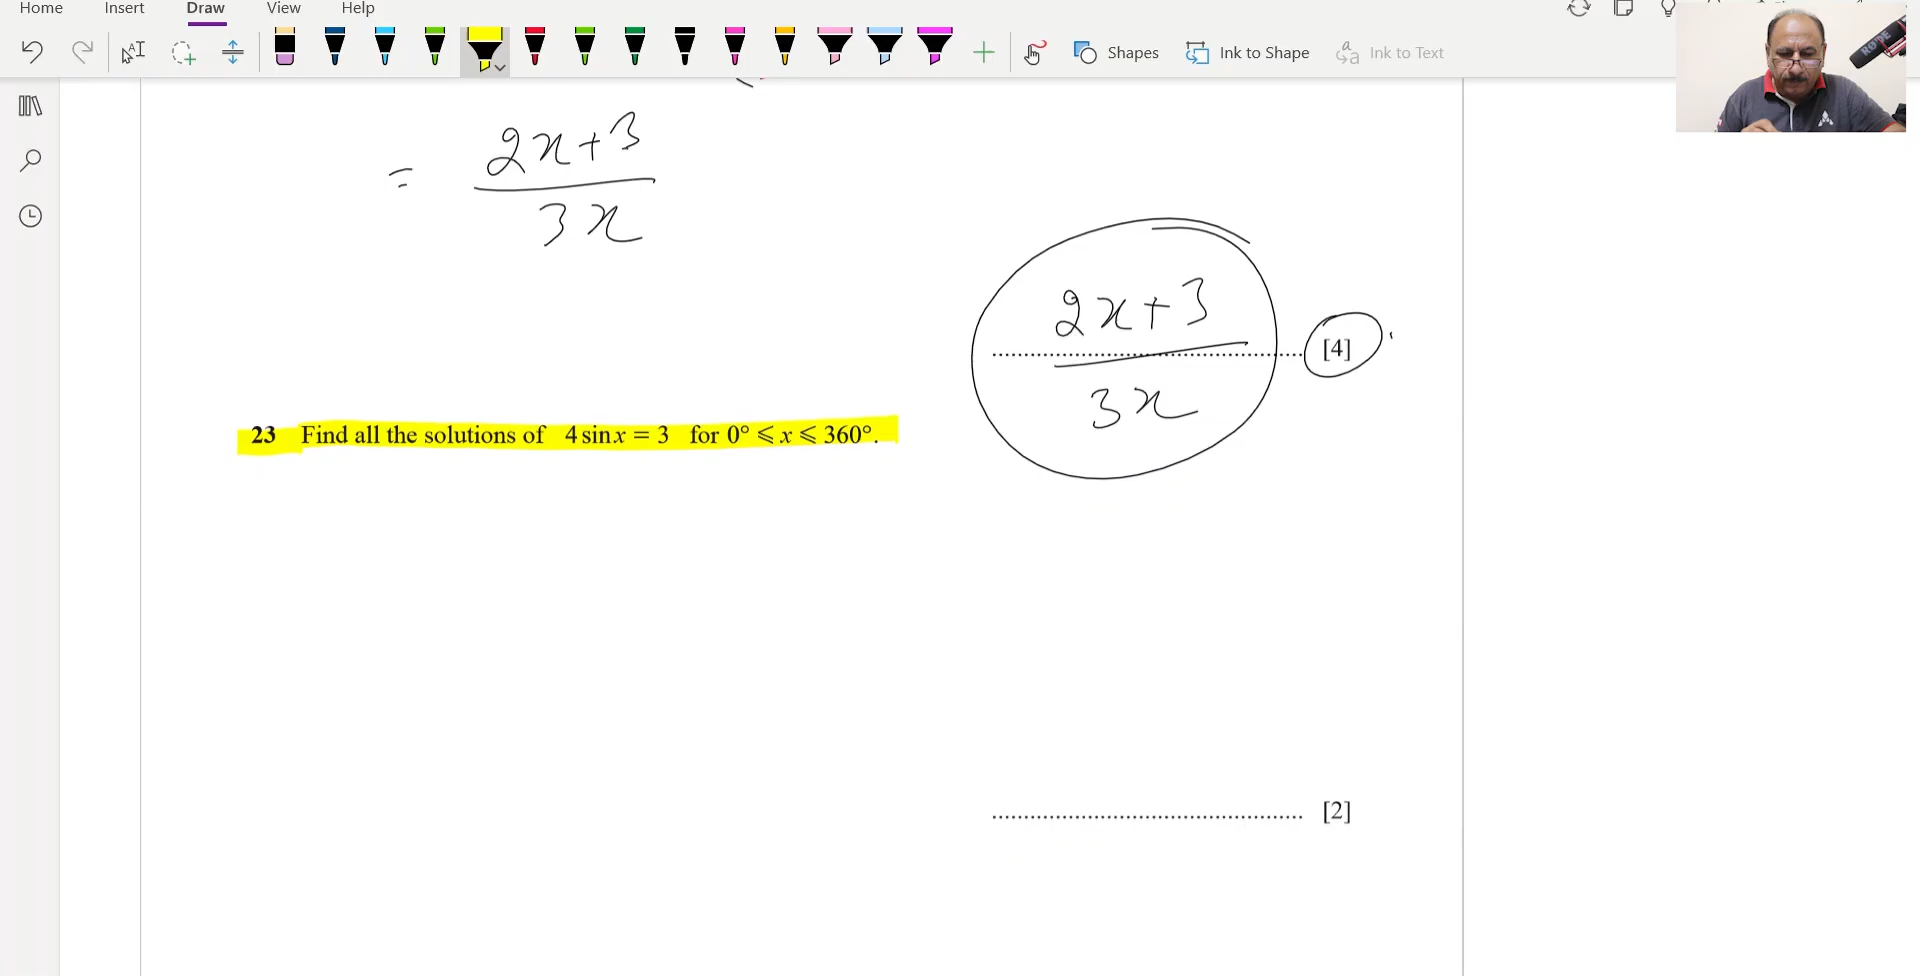 Home Insert Draw View Help
Shapes Ink to Shape Ink to Text
RØDE
= 2x+3
3x
2x+3
[4]
3x
23 Find all the solutions of 4 sin x = 3 for 0° ⩽ x ⩽ 360°.
[2]